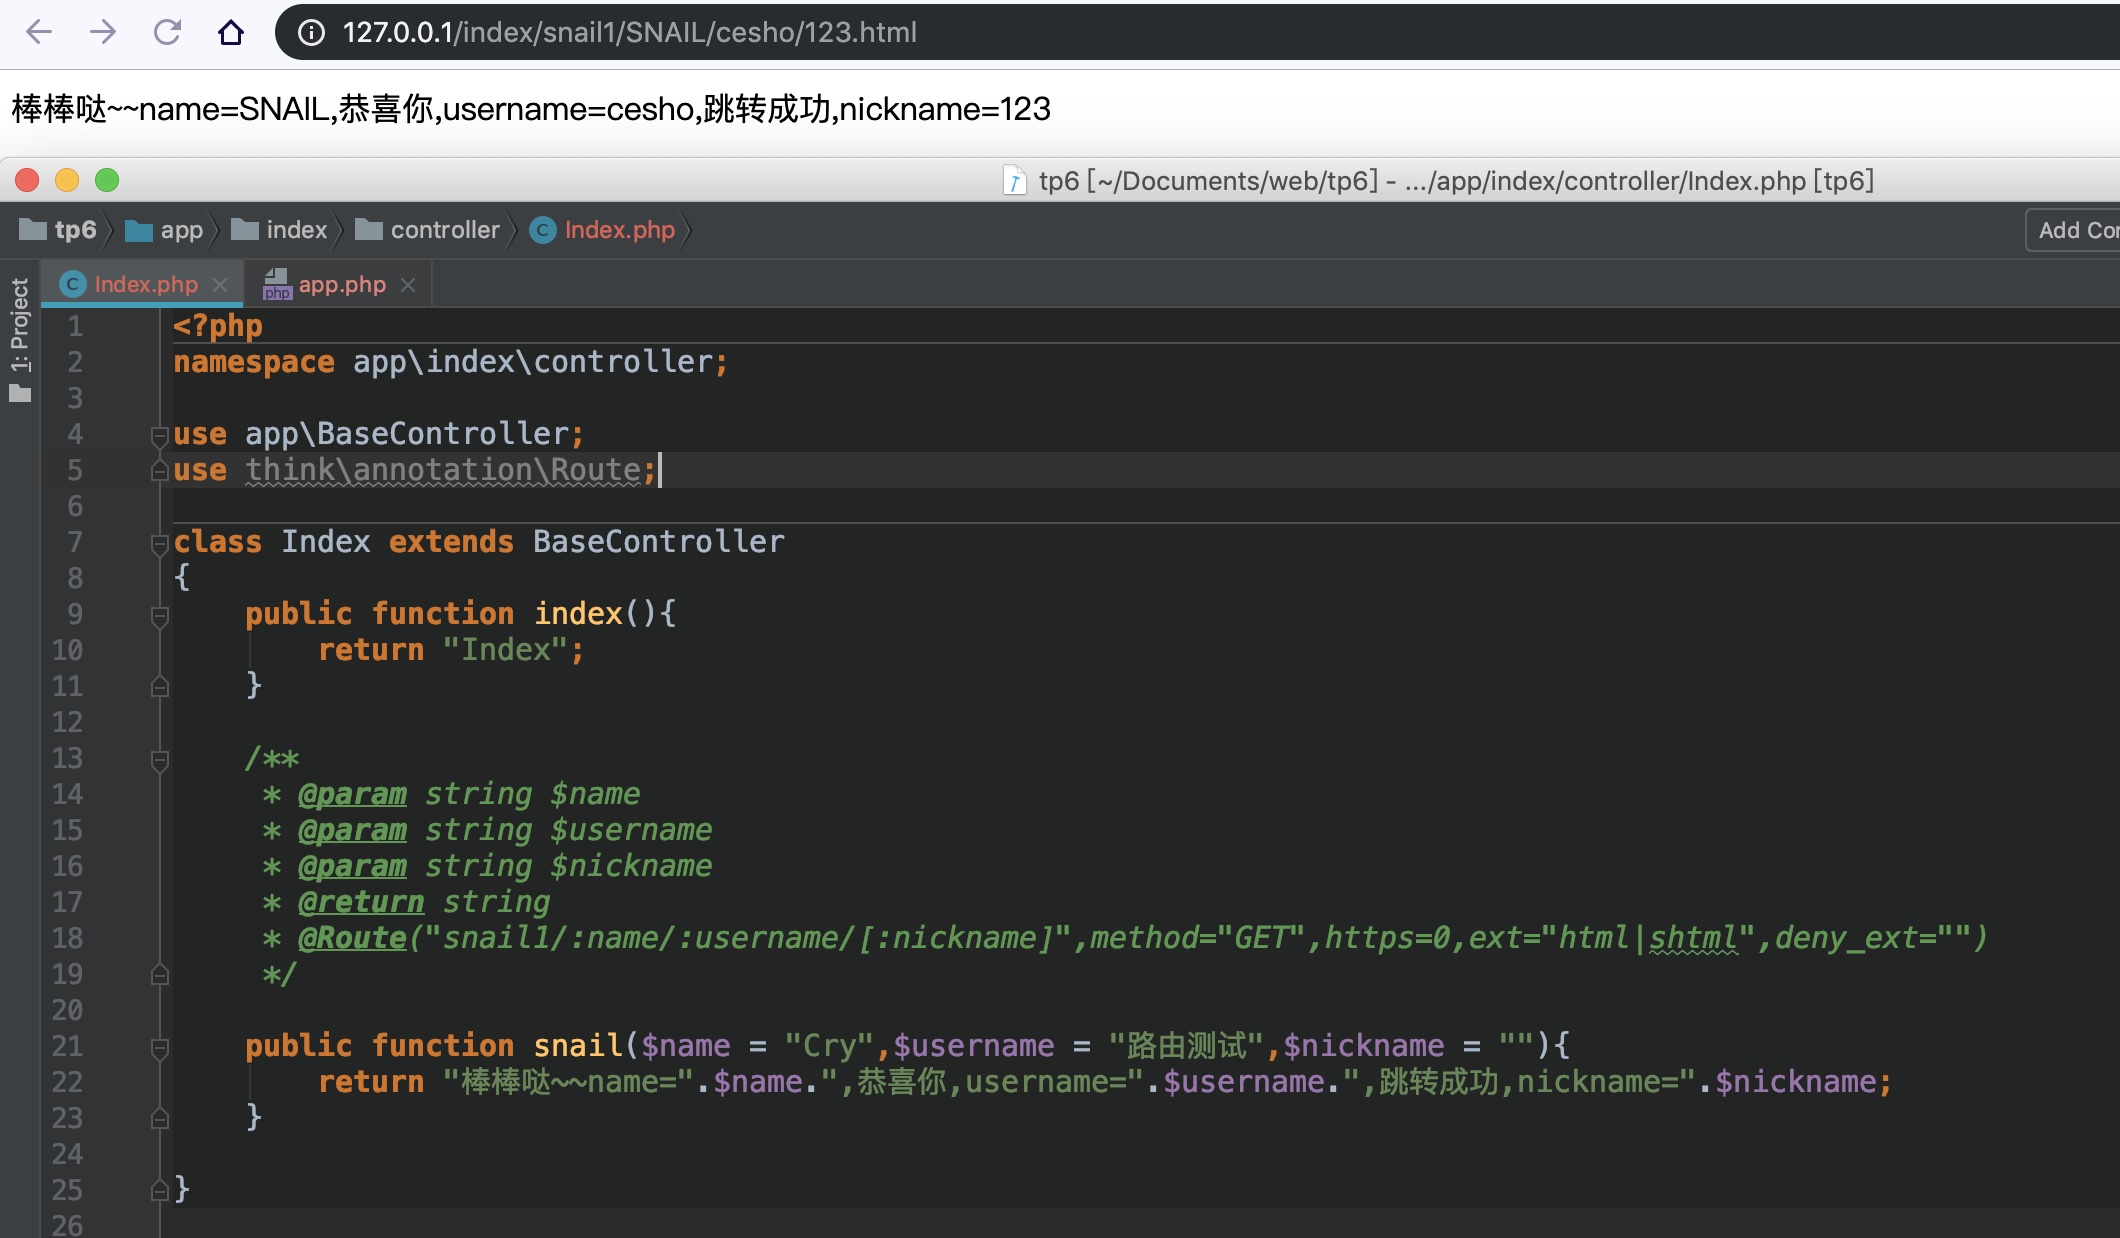 127.0.0.1/index/snail1/SNAIL/cesho/123.html
棒棒哒~~name=SNAIL,恭喜你,username=cesho,跳转成功,nickname=123
tp6 [~/Documents/web/tp6] - .../app/index/controller/Index.php [tp6]
tp6 app index controller Index.php Add Con
Index.php app.php
1: Project
1 <?php
2 namespace app\index\controller;
3
4 use app\BaseController;
5 use think\annotation\Route;
6
7 class Index extends BaseController
8 {
9 public function index(){
10 return "Index";
11 }
12
13 /**
14 * @param string $name
15 * @param string $username
16 * @param string $nickname
17 * @return string
18 * @Route("snail1/:name/:username/[:nickname]",method="GET",https=0,ext="html|shtml",deny_ext="")
19 */
20
21 public function snail($name = "Cry",$username = "路由测试",$nickname = ""){
22 return "棒棒哒~~name=".$name.",恭喜你,username=".$username.",跳转成功,nickname=".$nickname;
23 }
24
25 }
26